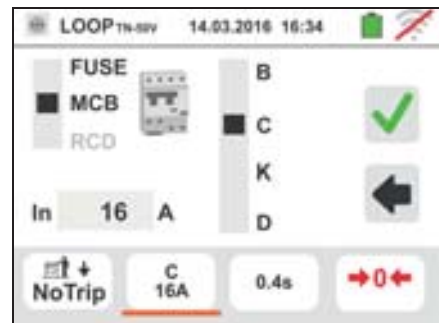 LOOP TN-50V 14.03.2016 16:34
FUSE
MCB
RCD
B
C
K
D
In 16 A
NoTrip
C
16A
0.4s
→0←